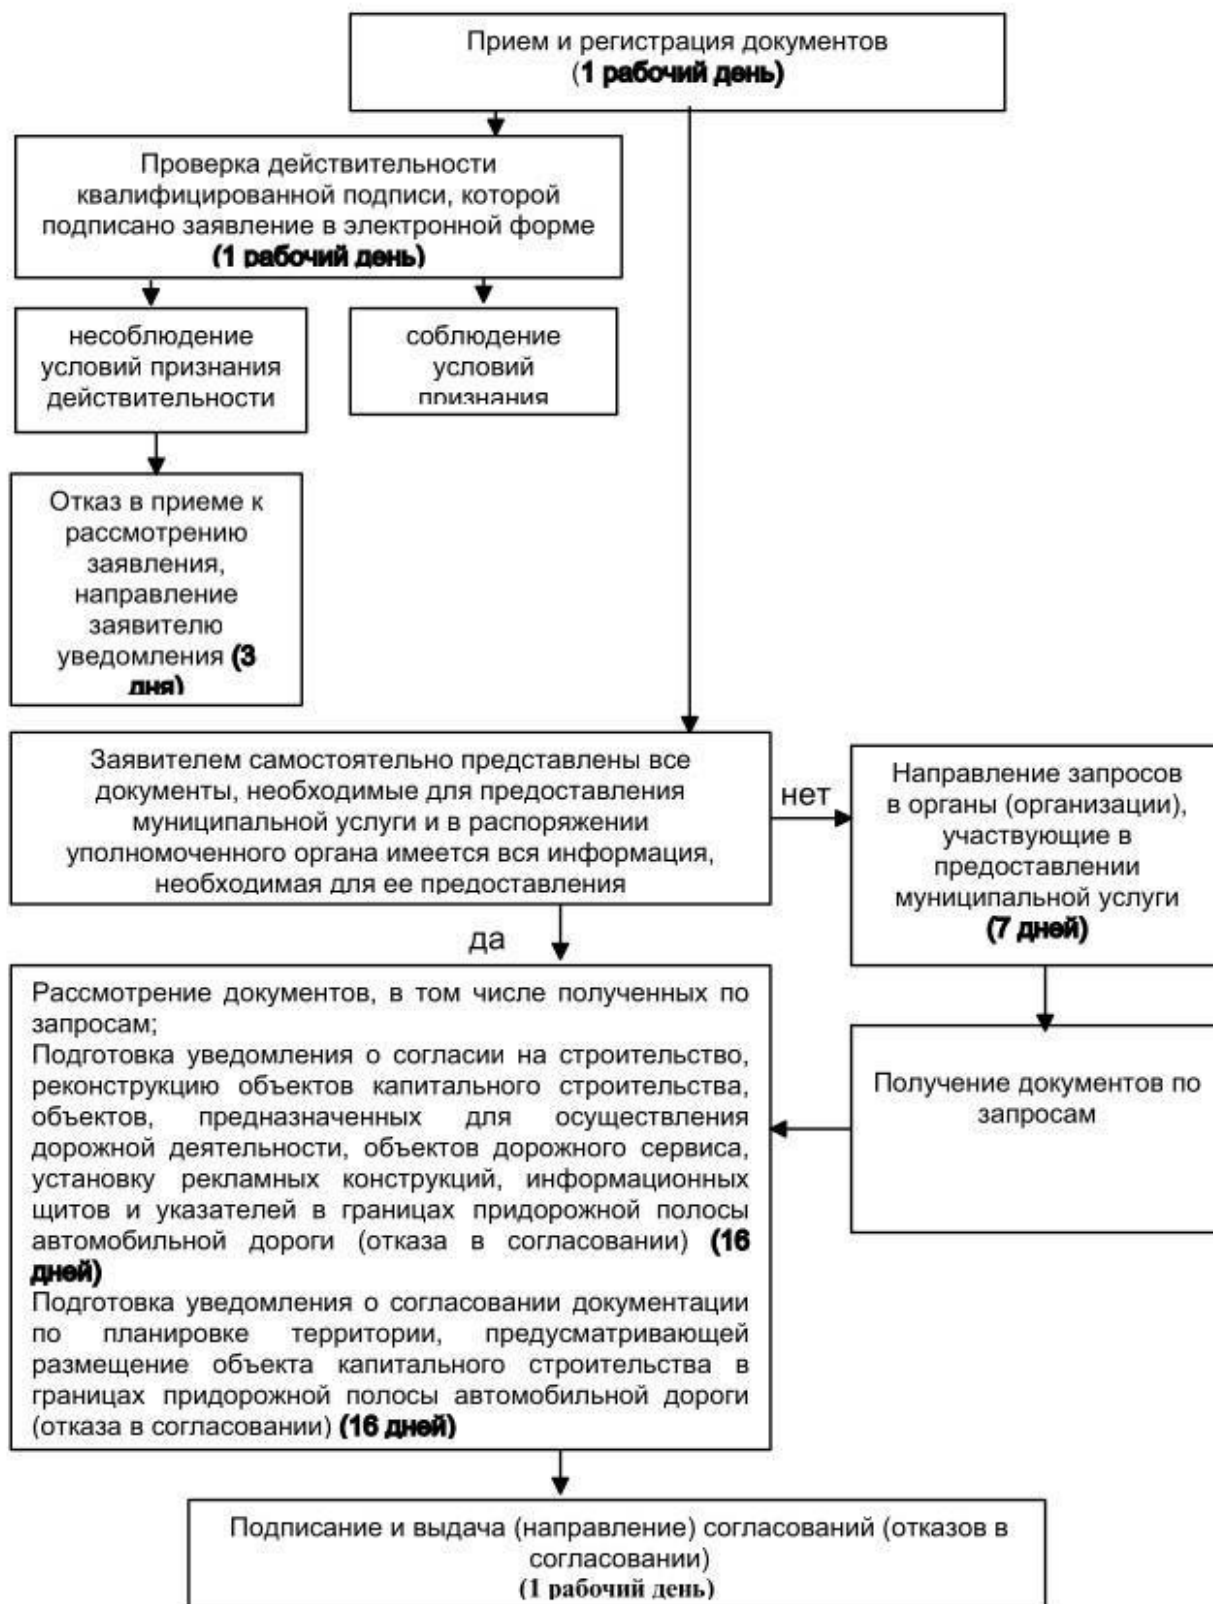 Прием и регистрация документов
(1 рабочий день)
Проверка действительности
квалифицированной подписи, которой
подписано заявление в электронной форме
(1 рабочий день)
несоблюдение
условий признания
действительности
соблюдение
условий
признания
Отказ в приеме к
рассмотрению
заявления,
направление
заявителю
уведомления (3
дня)
Заявителем самостоятельно представлены все
документы, необходимые для предоставления
муниципальной услуги и в распоряжении
уполномоченного органа имеется вся информация,
необходимая для ее предоставления
нет
Направление запросов
в органы (организации),
участвующие в
предоставлении
муниципальной услуги
(7 дней)
да
Рассмотрение документов, в том числе полученных по
запросам;
Подготовка уведомления о согласии на строительство,
реконструкцию объектов капитального строительства,
объектов, предназначенных для осуществления
дорожной деятельности, объектов дорожного сервиса,
установку рекламных конструкций, информационных
щитов и указателей в границах придорожной полосы
автомобильной дороги (отказа в согласовании) (16
дней)
Подготовка уведомления о согласовании документации
по планировке территории, предусматривающей
размещение объекта капитального строительства в
границах придорожной полосы автомобильной дороги
(отказа в согласовании) (16 дней)
Получение документов по
запросам
Подписание и выдача (направление) согласований (отказов в
согласовании)
(1 рабочий день)